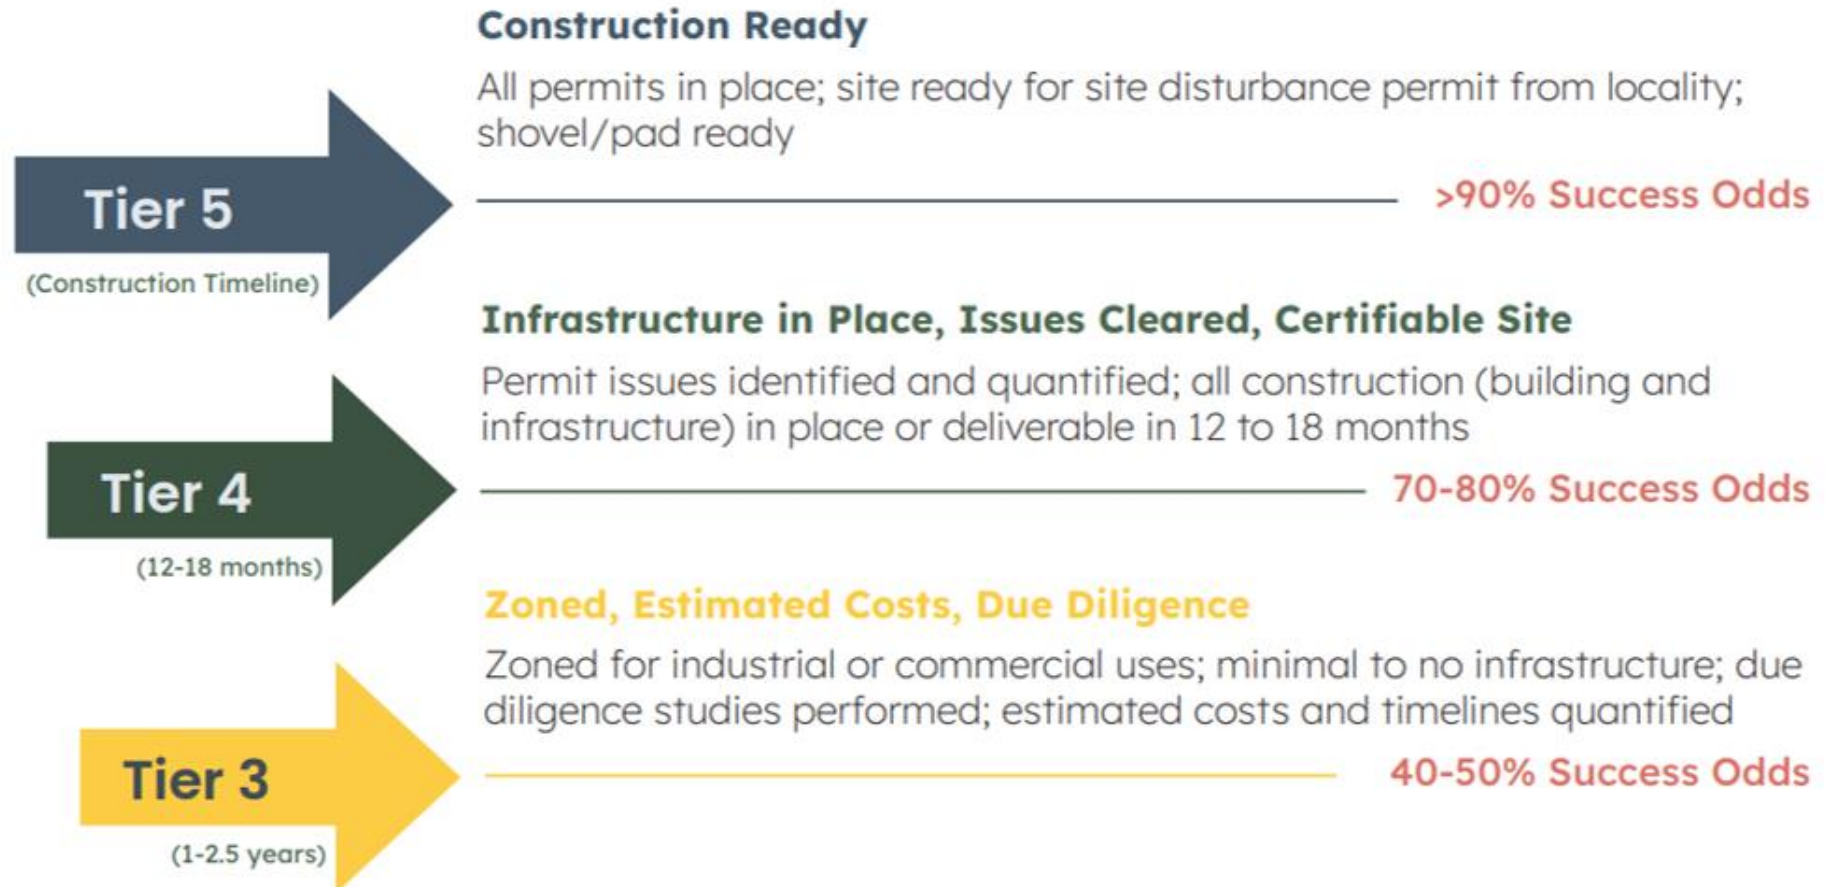 Construction Ready
All permits in place; site ready for site disturbance permit from locality;
shovel/pad ready
Tier 5
>90% Success Odds
(Construction Timeline)
Infrastructure in Place, Issues Cleared, Certifiable Site
Permit issues identified and quantified; all construction (building and
infrastructure) in place or deliverable in 12 to 18 months
Tier 4
70-80% Success Odds
(12-18 months)
Zoned, Estimated Costs, Due Diligence
Zoned for industrial or commercial uses; minimal to no infrastructure; due
diligence studies performed; estimated costs and timelines quantified
Tier 3
40-50% Success Odds
(1-2.5 years)